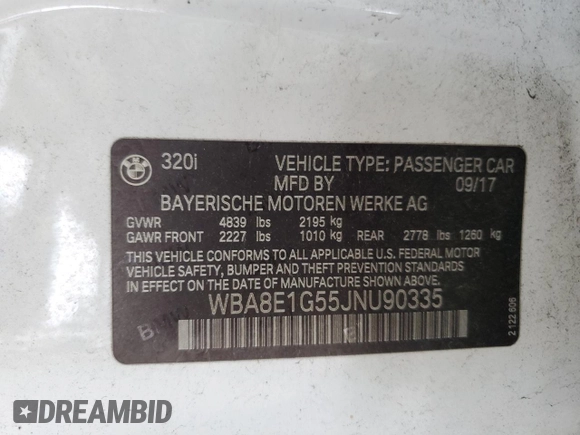 320i VEHICLE TYPE: PASSENGER CAR
MFD BY 09/17
BAYERISCHE MOTOREN WERKE AG
GVWR 4839 lbs 2195 kg
GAWR FRONT 2227 lbs 1010 kg REAR 2778 lbs 1260 kg
THIS VEHICLE CONFORMS TO ALL APPLICABLE U.S. FEDERAL MOTOR
VEHICLE SAFETY, BUMPER AND THEFT PREVENTION STANDARDS IN
EFFECT ON THE DATE OF MANUFACTURE SHOWN ABOVE.
WBA8E1G55JNU90335
2 122 606
DREAMBID